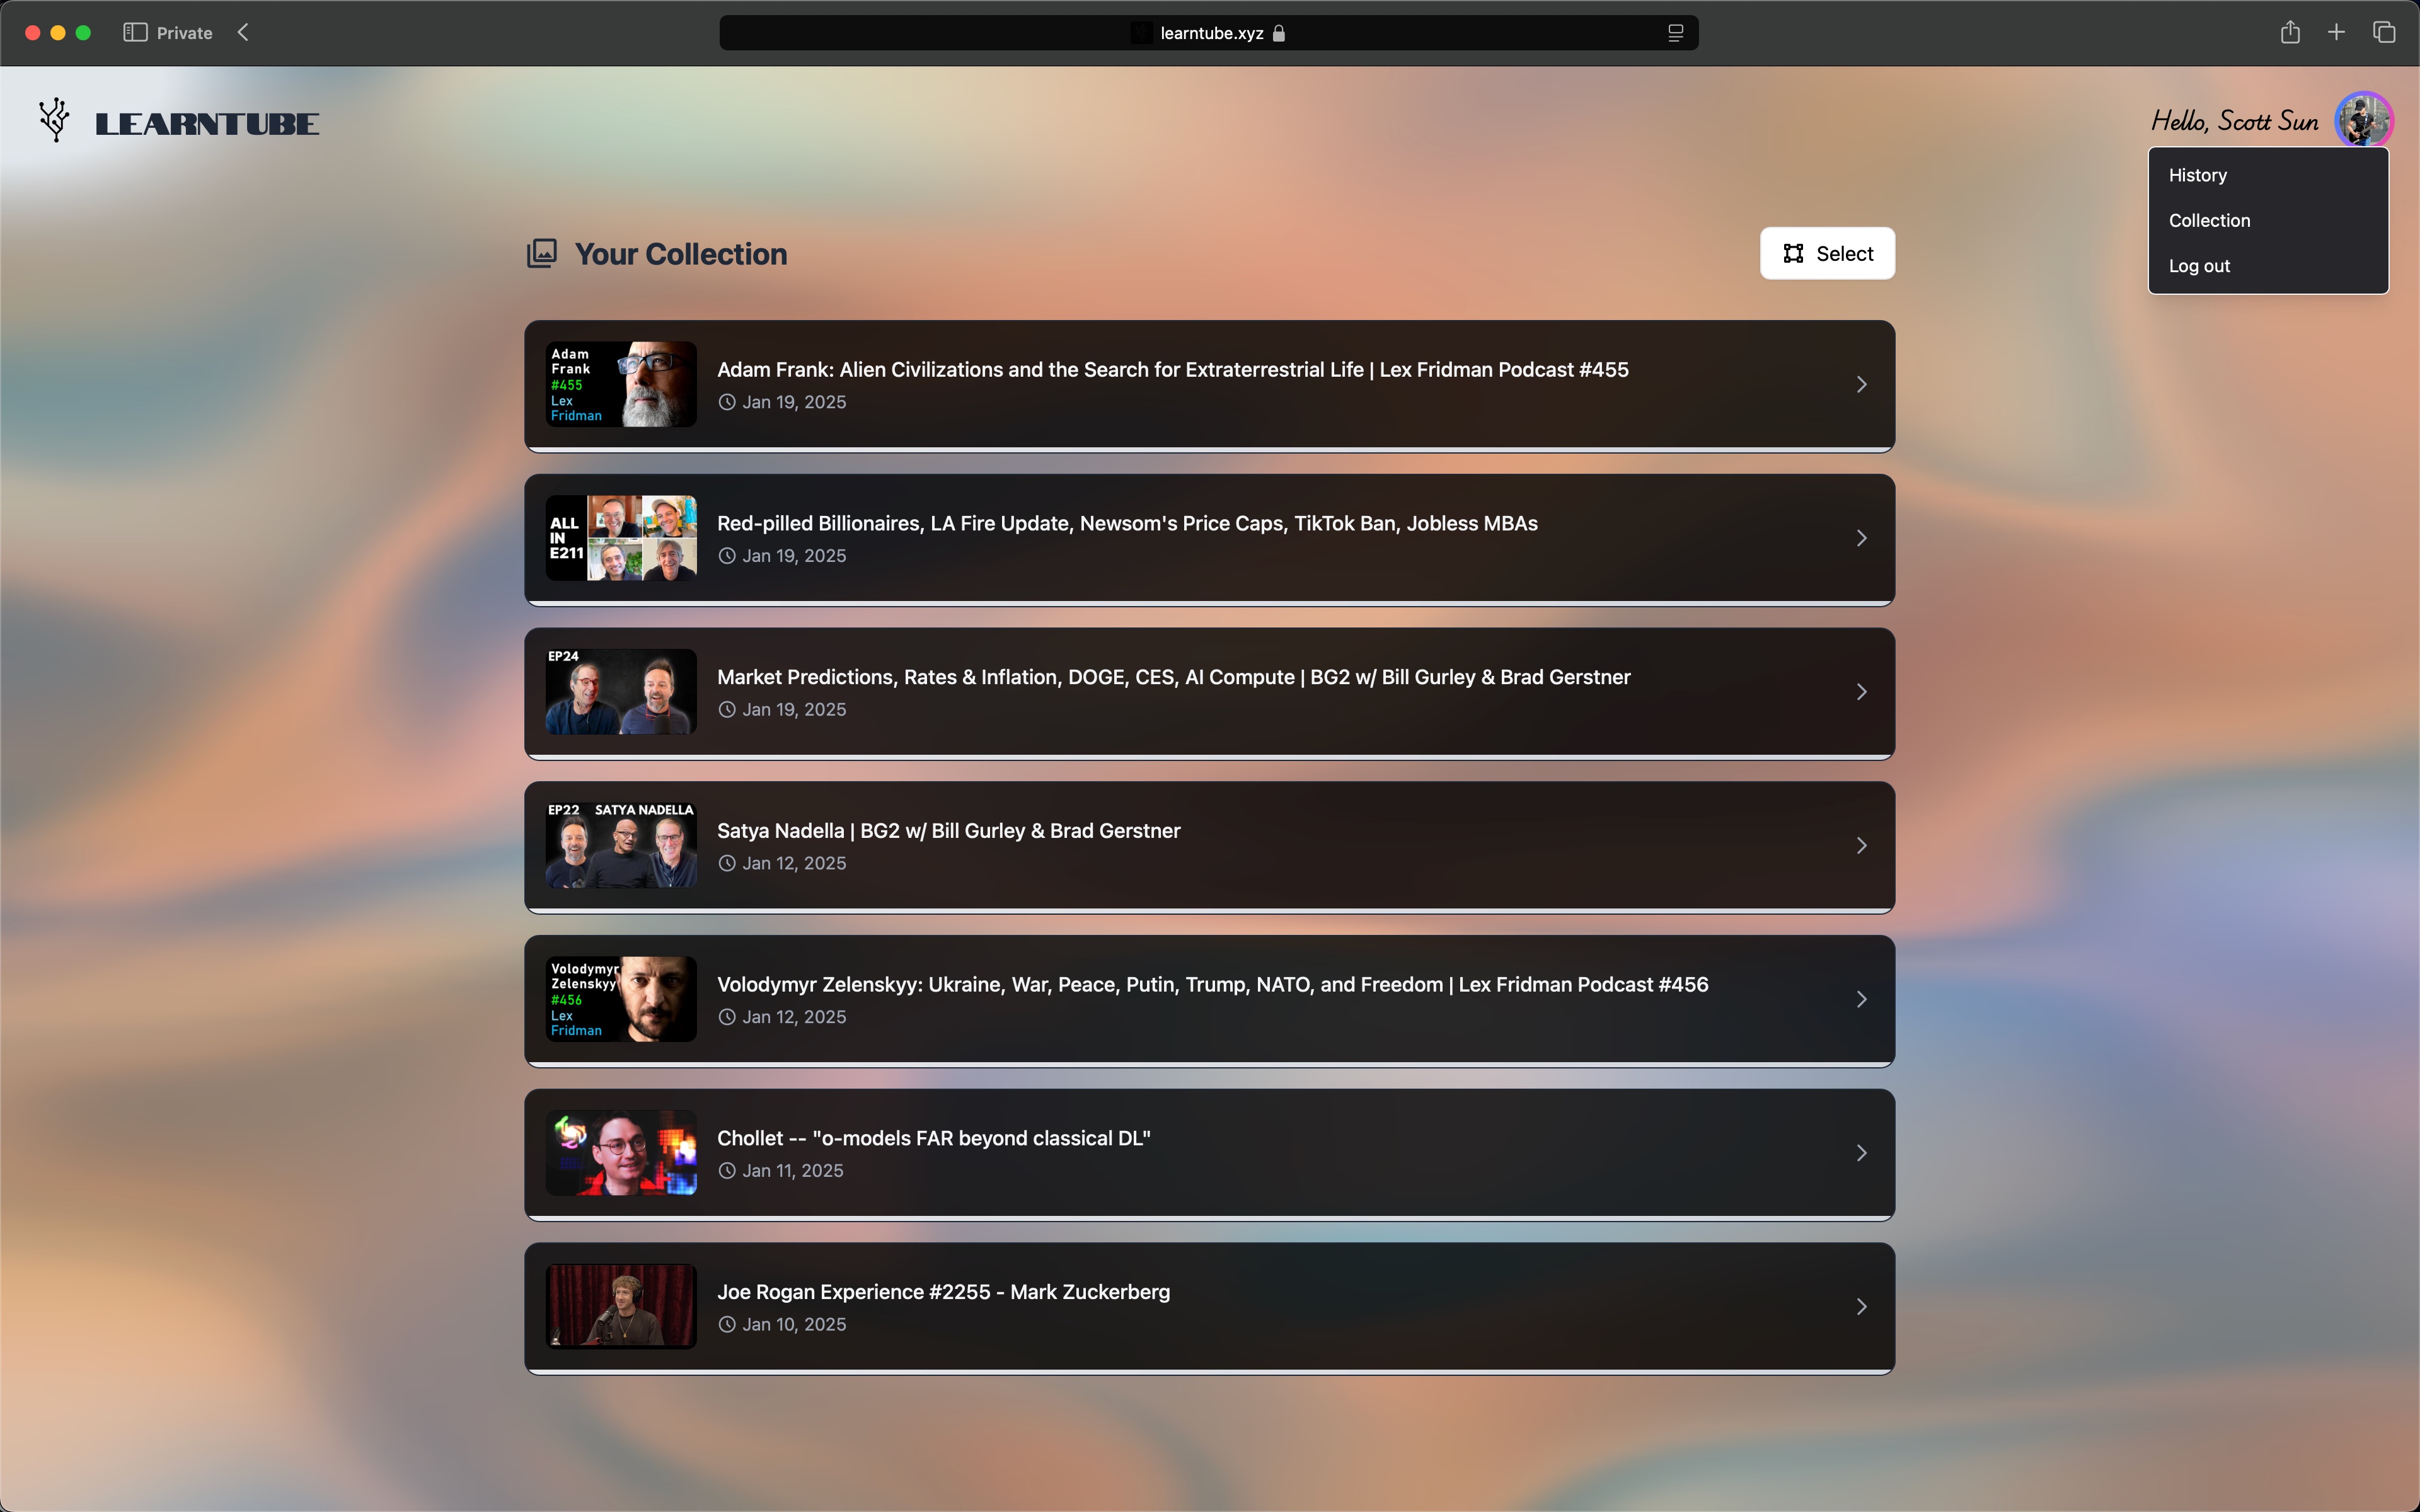 Private
learntube.xyz
LEARNTUBE
Hello, Scott Sun
History
Collection
Log out
Your Collection
Select
Adam
Frank
#455
Lex
Fridman
Adam Frank: Alien Civilizations and the Search for Extraterrestrial Life | Lex Fridman Podcast #455
Jan 19, 2025
ALL
IN
E211
Red-pilled Billionaires, LA Fire Update, Newsom's Price Caps, TikTok Ban, Jobless MBAs
Jan 19, 2025
EP24
Market Predictions, Rates & Inflation, DOGE, CES, AI Compute | BG2 w/ Bill Gurley & Brad Gerstner
Jan 19, 2025
EP22 SATYA NADELLA
Satya Nadella | BG2 w/ Bill Gurley & Brad Gerstner
Jan 12, 2025
Volodymyr
Zelenskyy
#456
Lex
Fridman
Volodymyr Zelenskyy: Ukraine, War, Peace, Putin, Trump, NATO, and Freedom | Lex Fridman Podcast #456
Jan 12, 2025
Chollet -- "o-models FAR beyond classical DL"
Jan 11, 2025
Joe Rogan Experience #2255 - Mark Zuckerberg
Jan 10, 2025